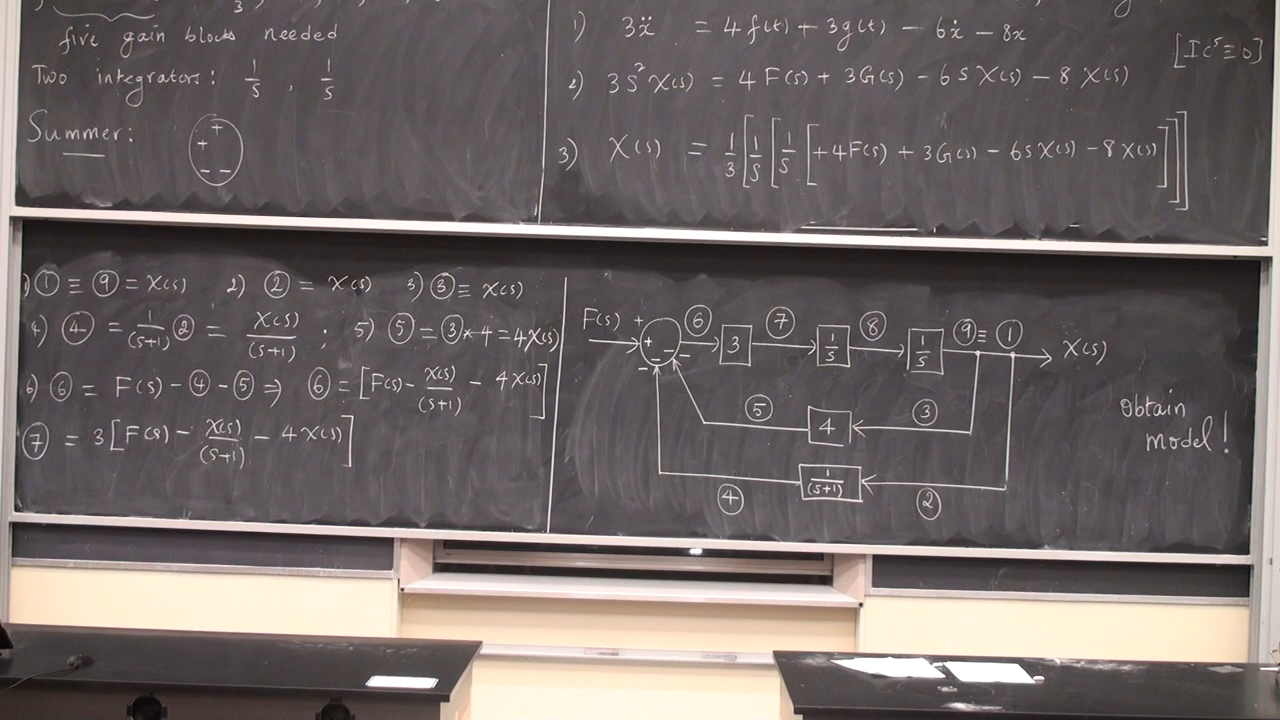 3
five gain blocks needed
Two integrators: 1/s , 1/s
Summer: + + - -
1) 3ẍ = 4f(t) + 3g(t) - 6ẋ - 8x
[ICˢ ≡ 0]
2) 3S²X(s) = 4F(s) + 3G(s) - 6SX(s) - 8X(s)
3) X(s) = 1/3[1/s[1/s[+4F(s) + 3G(s) - 6sX(s) - 8X(s)]]]
1) ① ≡ ⑨ = X(s) 2) ② = X(s) 3) ③ ≡ X(s)
4) ④ = 1/(s+1) ② = X(s)/(s+1) ; 5) ⑤ = ③*4 = 4X(s)
6) ⑥ = F(s) - ④ - ⑤ ⇒ ⑥ = [F(s) - X(s)/(s+1) - 4X(s)]
⑦ = 3[F(s) - X(s)/(s+1) - 4X(s)]
F(s) + + - - - - ⑥ 3 ⑦ 1/s ⑧ 1/s ⑨ ≡ ① X(s)
⑤ 4 ③
④ 1/(s+1) ②
Obtain
model!